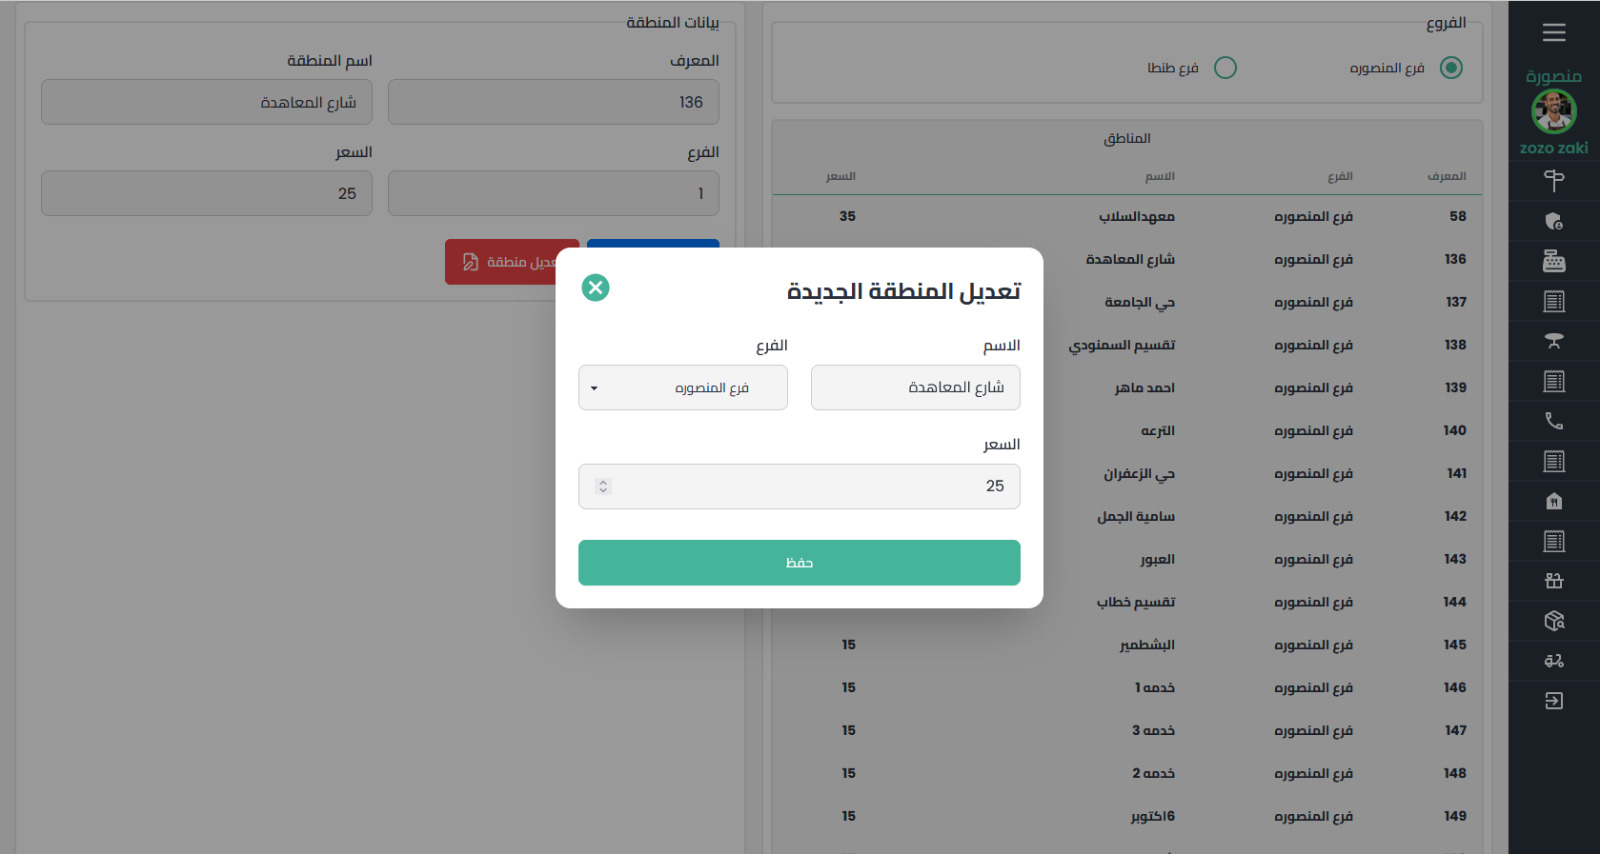 منصورة
zozo zaki
الفروع
فرع المنصوره
فرع طنطا
المناطق
المعرف الفرع الاسم السعر
58 فرع المنصوره معهدالسلاب 35
136 فرع المنصوره شارع المعاهدة
137 فرع المنصوره حي الجامعة
138 فرع المنصوره تقسيم السمنودي
139 فرع المنصوره احمد ماهر
140 فرع المنصوره الترعه
141 فرع المنصوره حي الزعفران
142 فرع المنصوره سامية الجمل
143 فرع المنصوره العبور
144 فرع المنصوره تقسيم خطاب
145 فرع المنصوره البشطمير 15
146 فرع المنصوره خدمه 1 15
147 فرع المنصوره خدمه 3 15
148 فرع المنصوره خدمه 2 15
149 فرع المنصوره 6اكتوبر 15
بيانات المنطقة
المعرف اسم المنطقة
136 شارع المعاهدة
الفرع السعر
1 25
عديل منطقة
تعديل المنطقة الجديدة
الاسم الفرع
شارع المعاهدة فرع المنصوره
السعر
25
حفظ